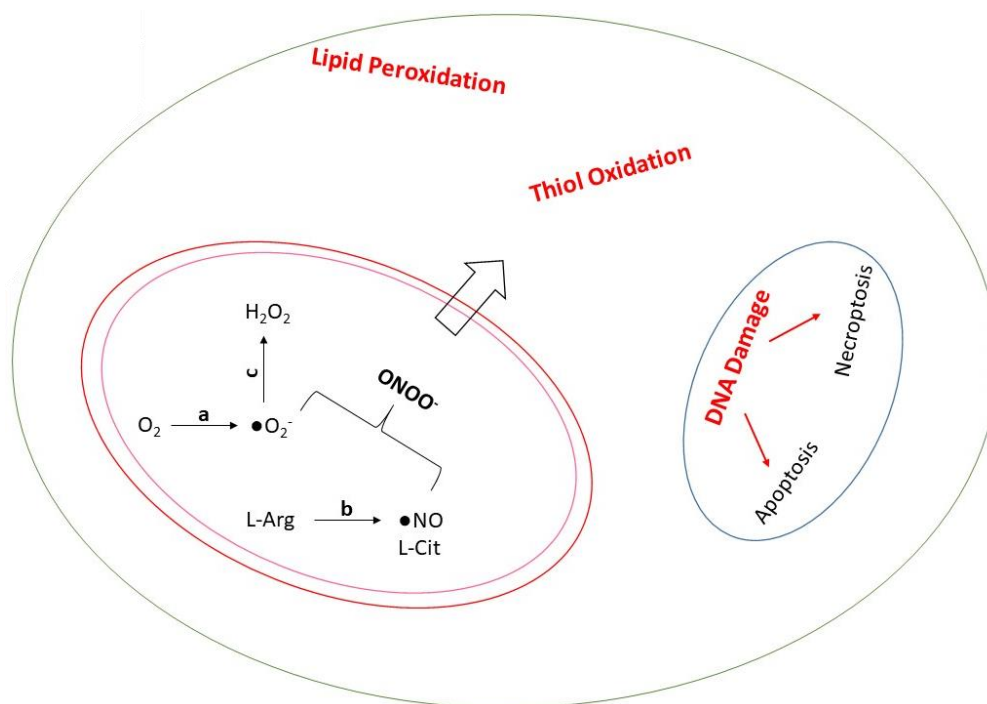 Lipid Peroxidation
Thiol Oxidation
H₂O₂
c
ONOO⁻
O₂ a ●O₂⁻
L-Arg b ●NO
L-Cit
DNA Damage
Necroptosis
Apoptosis